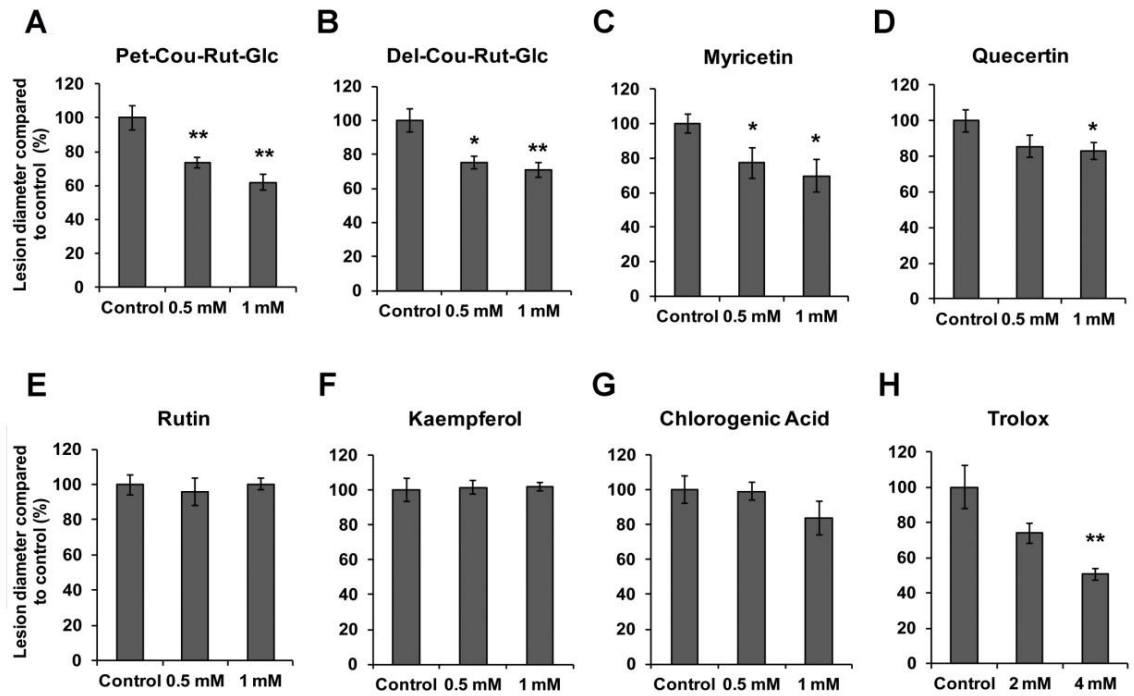 A
Pet-Cou-Rut-Glc
Lesion diameter compared
to control (%)
120
100
80
60
40
20
0
Control 0.5 mM 1 mM
**
**
B
Del-Cou-Rut-Glc
120
100
80
60
40
20
0
Control 0.5 mM 1 mM
*
**
C
Myricetin
120
100
80
60
40
20
0
Control 0.5 mM 1 mM
*
*
D
Quecertin
120
100
80
60
40
20
0
Control 0.5 mM 1 mM
*
E
Rutin
Lesion diameter compared
to control (%)
120
100
80
60
40
20
0
Control 0.5 mM 1 mM
F
Kaempferol
120
100
80
60
40
20
0
Control 0.5 mM 1 mM
G
Chlorogenic Acid
120
100
80
60
40
20
0
Control 0.5 mM 1 mM
H
Trolox
120
100
80
60
40
20
0
Control 2 mM 4 mM
**